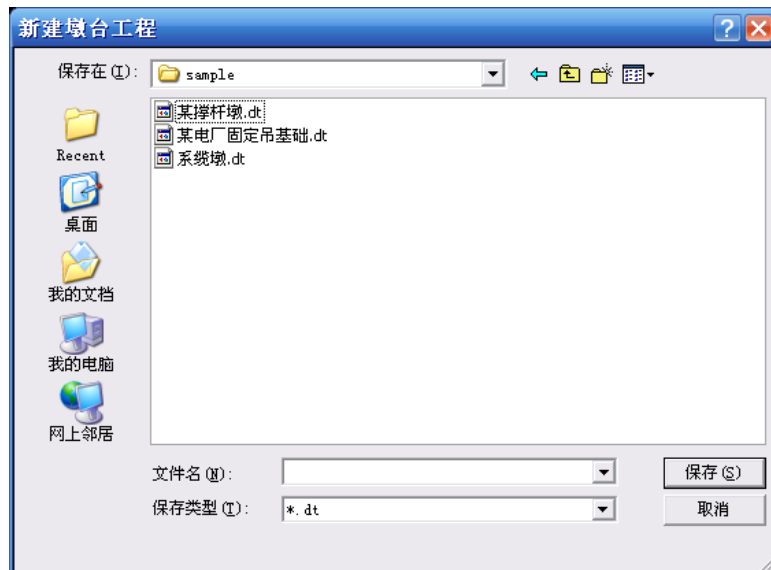 新建墩台工程
保存在(I):
sample
某撑杆墩.dt
某电厂固定吊基础.dt
系缆墩.dt
Recent
桌面
我的文档
我的电脑
网上邻居
文件名(N):
保存(S)
保存类型(T):
*.dt
取消